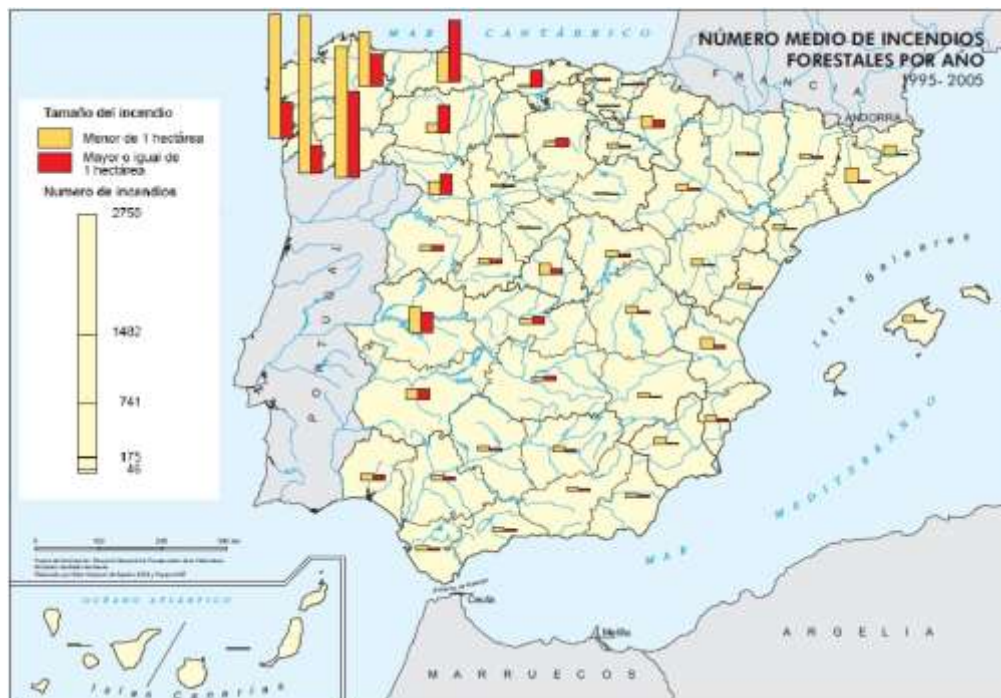 MAR CANTÁBRICO
NÚMERO MEDIO DE INCENDIOS
FORESTALES POR AÑO
1995- 2005
FRANCIA
ANDORRA
Tamaño del incendio
Menor de 1 hectárea
Mayor o igual de
1 hectárea
Numero de incendios
2758
1482
741
175
46
PORTUGAL
Islas Baleares
MAR MEDITERRÁNEO
OCÉANO ATLÁNTICO
Islas Canarias
Ceuta
Melilla
MARRUECOS
ARGELIA